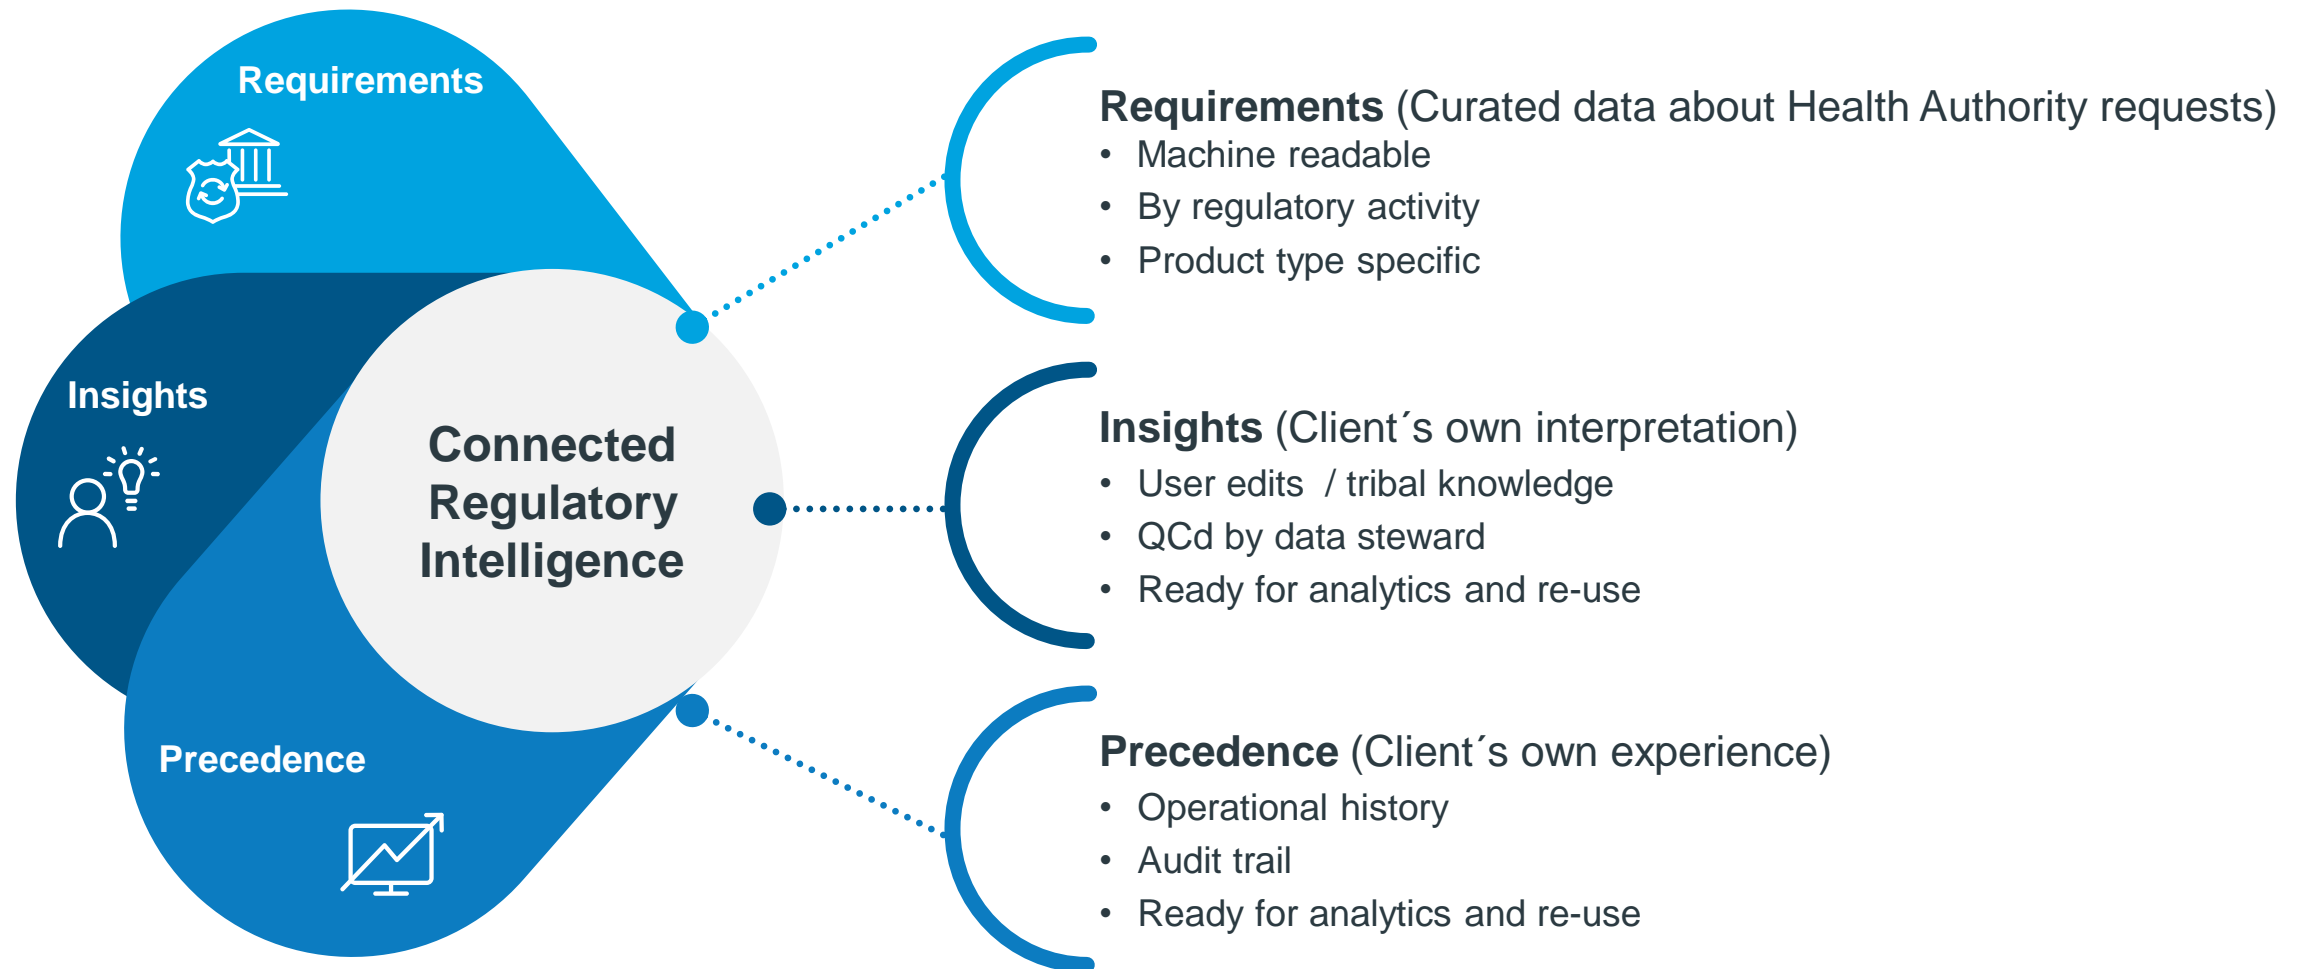 Requirements
Insights
Precedence
Connected
Regulatory
Intelligence
Requirements (Curated data about Health Authority requests)
• Machine readable
• By regulatory activity
• Product type specific
Insights (Client´s own interpretation)
• User edits  / tribal knowledge
• QCd by data steward
• Ready for analytics and re-use
Precedence (Client´s own experience)
• Operational history
• Audit trail
• Ready for analytics and re-use